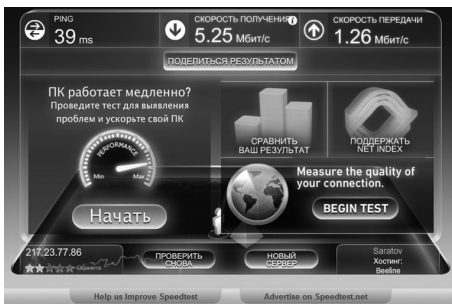 PING
39 ms
СКОРОСТЬ ПОЛУЧЕНИЯ
5.25 Мбит/с
СКОРОСТЬ ПЕРЕДАЧИ
1.26 Мбит/с
ПОДЕЛИТЬСЯ РЕЗУЛЬТАТОМ
ПК работает медленно?
Проведите тест для выявления
проблем и ускорьте свой ПК
PERFORMANCE
Min
Max
Начать
СРАВНИТЬ
ВАШ РЕЗУЛЬТАТ
ПОДДЕРЖАТЬ
NET INDEX
Measure the quality of
your connection.
BEGIN TEST
217.23.77.86
Оцените
ПРОВЕРИТЬ
СНОВА
НОВЫЙ
СЕРВЕР
Saratov
Хостинг:
Beeline
Help us Improve Speedtest
Advertise on Speedtest.net